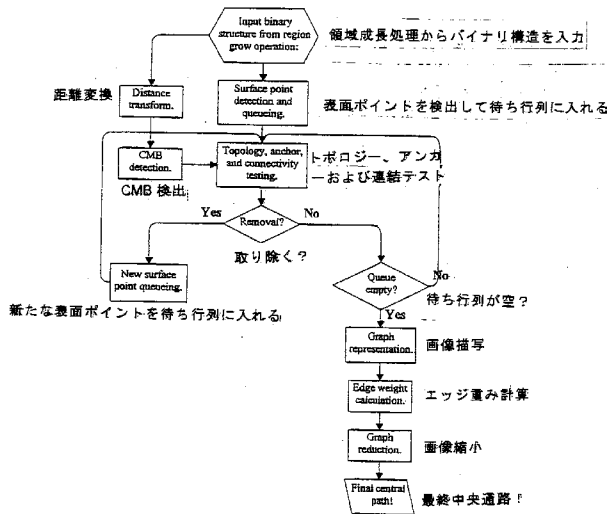 Input binary
structure from region
grow operation:
領域成長処理からバイナリ構造を入力
距離変換
Distance
transform.
Surface point
detection and
queueing.
表面ポイントを検出して待ち行列に入れる
CMB
detection.
CMB 検出
Topology, anchor,
and connectivity
testing.
トポロジー、アンカ
ーおよび連結テスト
Yes
Removal?
No
取り除く？
New surface
point queueing.
新たな表面ポイントを待ち行列に入れる
Queue
empty?
No
待ち行列が空？
Yes
Graph
representation.
画像描写
Edge weight
calculation.
エッジ重み計算
Graph
reduction.
画像縮小
Final central
path!
最終中央通路！